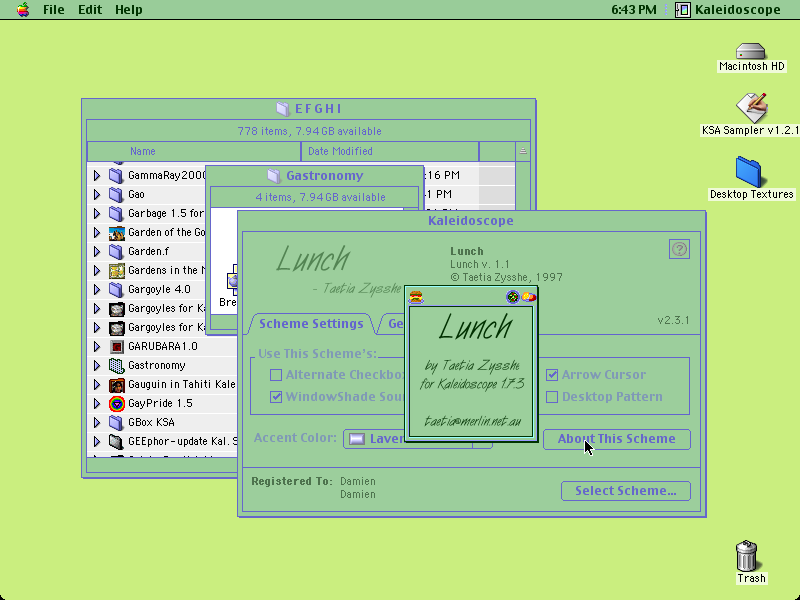 File Edit Help 6:43 PM Kaleidoscope
Macintosh HD
KSA Sampler v1.2.1
Desktop Textures
Trash
E F G H I
778 items, 7.94 GB available
Name Date Modified
GammaRay2000 :16 PM
Gao
Garbage 1.5 for
Garden of the Go
Garden.f
Gardens in the
Gargoyle 4.0
Gargoyles for K
Gargoyles for K
GARUBARA1.0
Gastronomy
Gauguin in Tahiti Kale
GayPride 1.5
GBox KSA
GEEphor-update Kal. S
Gastronomy
4 items, 7.94 GB available
Bre
Kaleidoscope
Lunch
- Taetia Zysshe
Lunch
Lunch v. 1.1
© Taetia Zysshe, 1997
v2.3.1
Scheme Settings Ge
Use This Scheme's:
Alternate Checkbo
WindowShade Sou
Arrow Cursor
Desktop Pattern
Accent Color: Laven
About This Scheme
Registered To: Damien
Damien
Select Scheme...
Lunch
by Taetia Zysshe
for Kaleidoscope 1.7.3
taetia@merlin.net.au